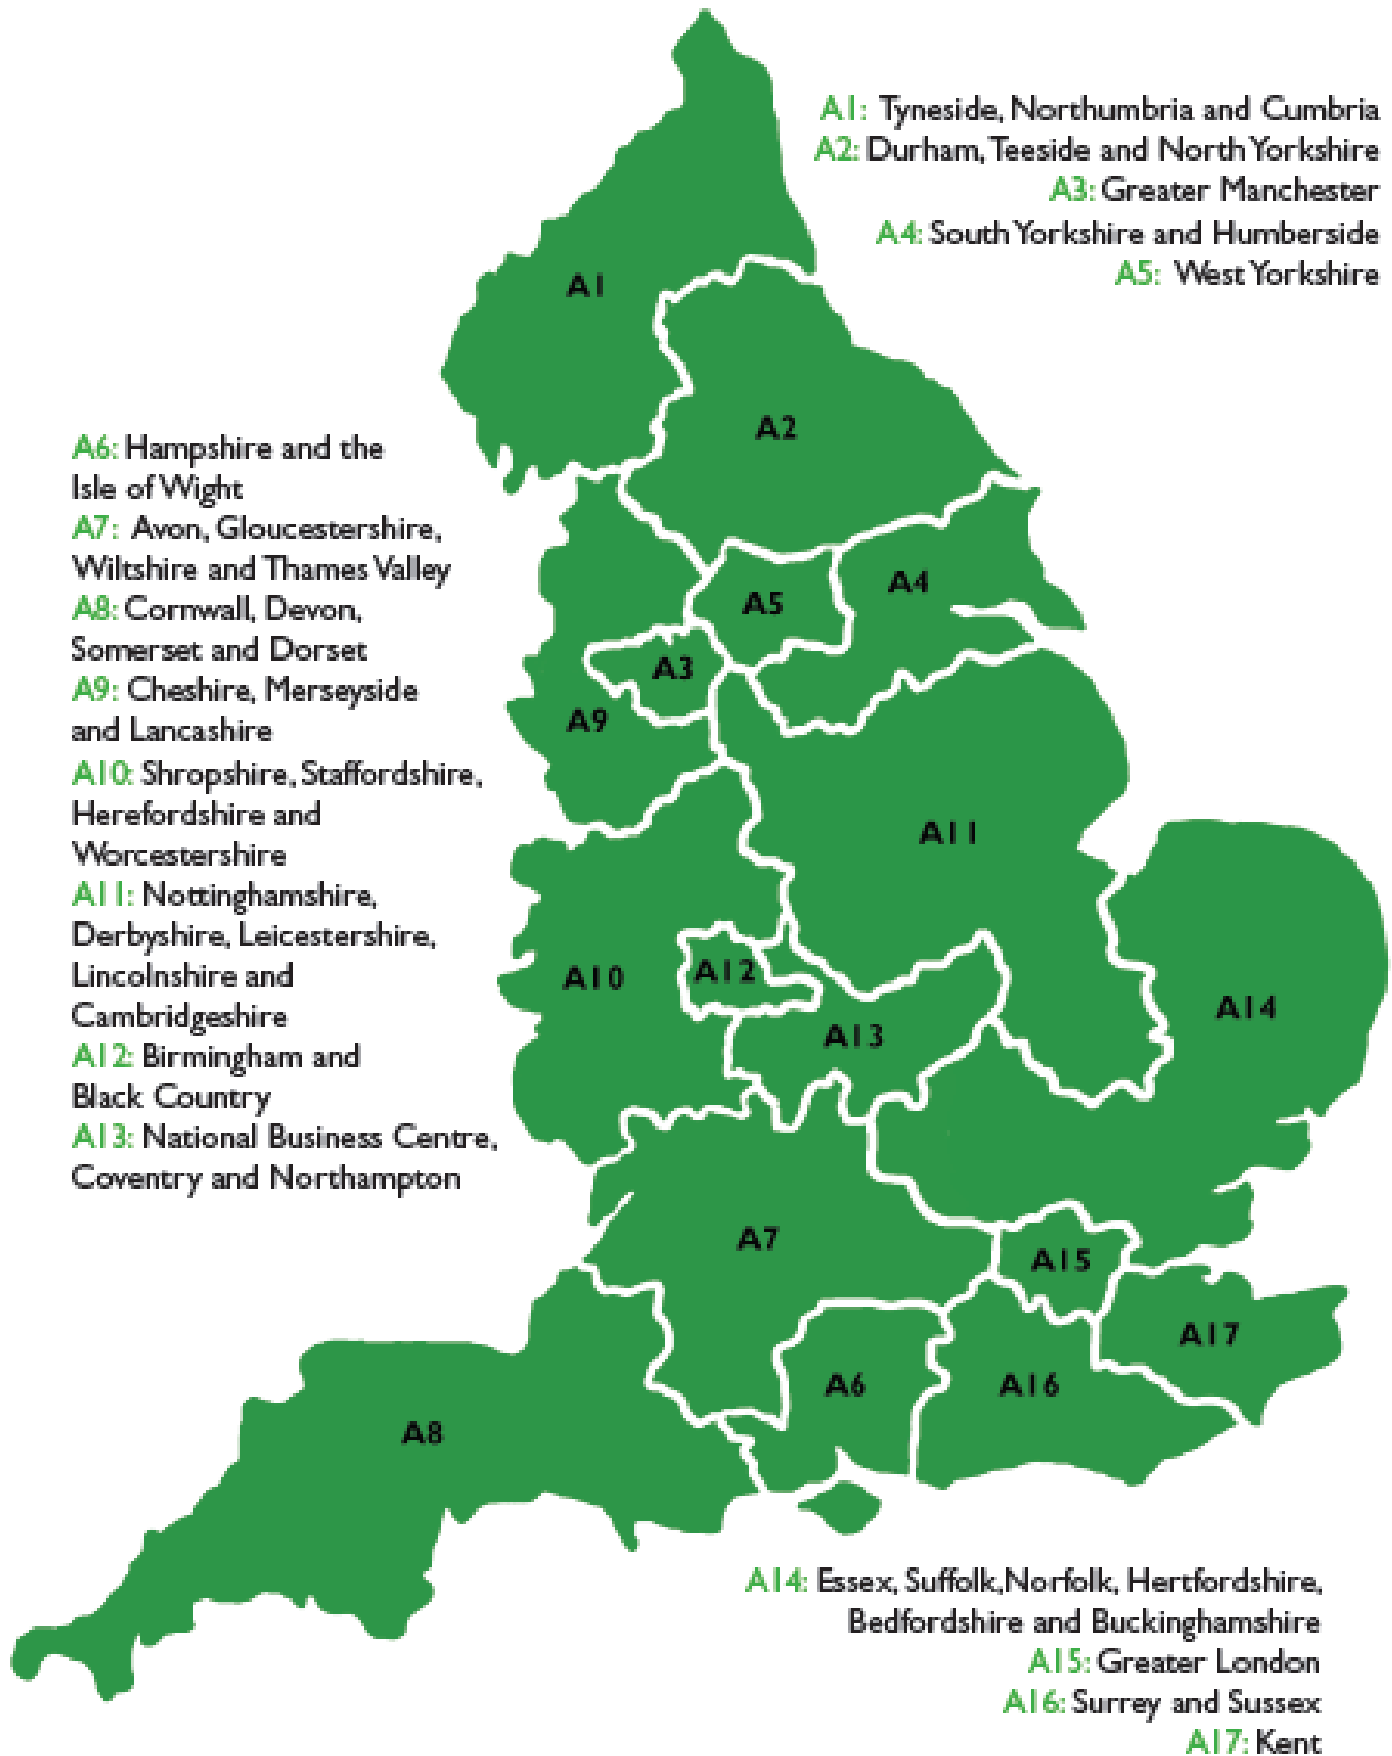 A1: Tyneside, Northumbria and Cumbria
A2: Durham, Teeside and North Yorkshire
A3: Greater Manchester
A4: South Yorkshire and Humberside
A5: West Yorkshire
A1
A2
A6: Hampshire and the
Isle of Wight
A7: Avon, Gloucestershire,
Wiltshire and Thames Valley
A8: Cornwall, Devon,
Somerset and Dorset
A9: Cheshire, Merseyside
and Lancashire
A10: Shropshire, Staffordshire,
Herefordshire and
Worcestershire
A11: Nottinghamshire,
Derbyshire, Leicestershire,
Lincolnshire and
Cambridgeshire
A12: Birmingham and
Black Country
A13: National Business Centre,
Coventry and Northampton
A4
A5
A3
A9
A11
A12
A10
A14
A13
A7
A15
A17
A6
A16
A8
A14: Essex, Suffolk,Norfolk, Hertfordshire,
Bedfordshire and Buckinghamshire
A15: Greater London
A16: Surrey and Sussex
A17: Kent